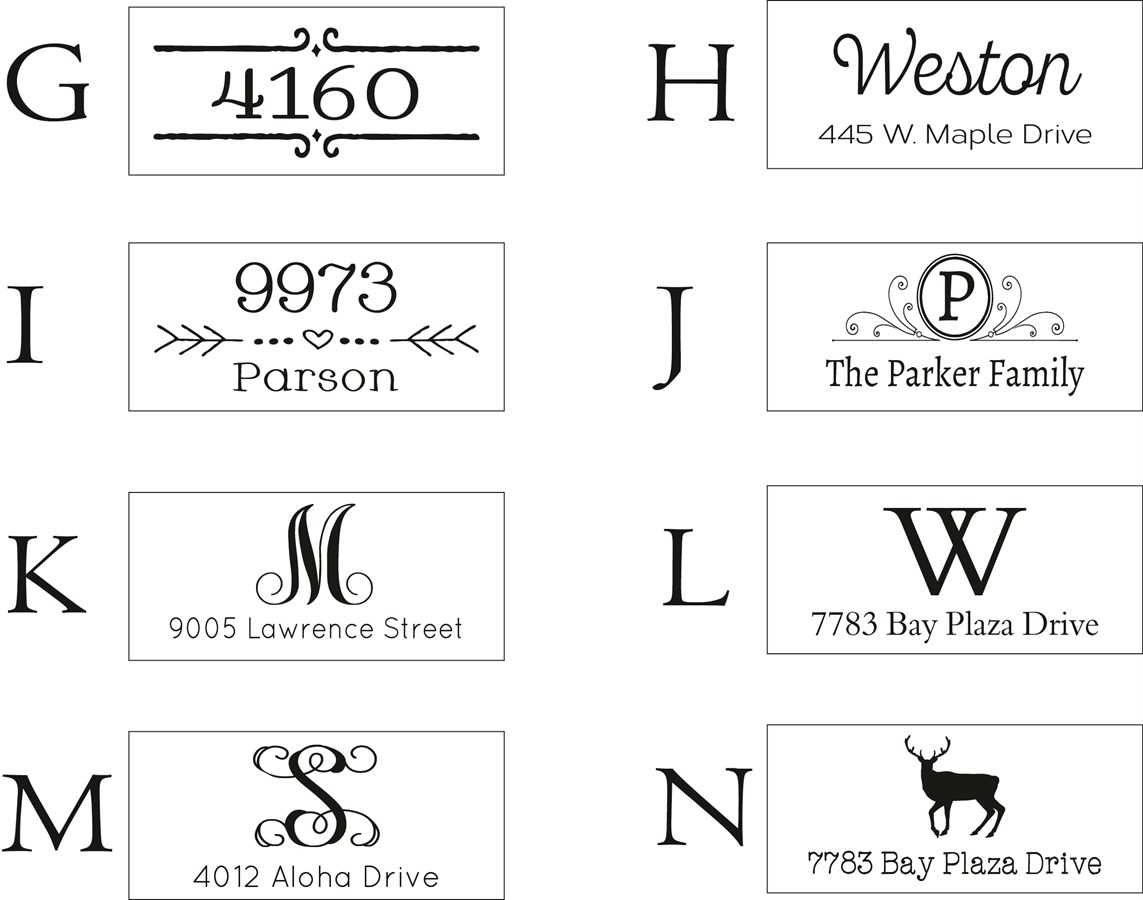 G
4160
H
Weston
445 W. Maple Drive
I
9973
Parson
J
P
The Parker Family
K
M
9005 Lawrence Street
L
W
7783 Bay Plaza Drive
M
S
4012 Aloha Drive
N
7783 Bay Plaza Drive